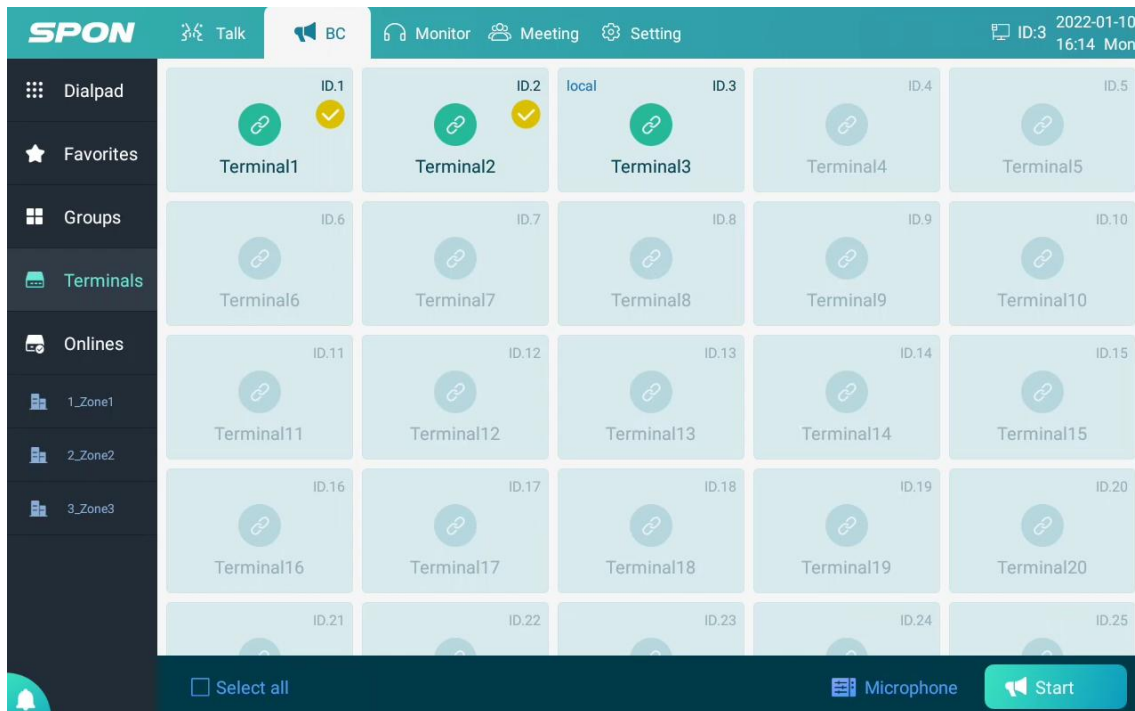 SPON
Talk
BC
Monitor
Meeting
Setting
ID:3
2022-01-10
16:14 Mon
Dialpad
Favorites
Groups
Terminals
Onlines
1_Zone1
2_Zone2
3_Zone3
ID.1
Terminal1
ID.2
Terminal2
local
ID.3
Terminal3
ID.4
Terminal4
ID.5
Terminal5
ID.6
Terminal6
ID.7
Terminal7
ID.8
Terminal8
ID.9
Terminal9
ID.10
Terminal10
ID.11
Terminal11
ID.12
Terminal12
ID.13
Terminal13
ID.14
Terminal14
ID.15
Terminal15
ID.16
Terminal16
ID.17
Terminal17
ID.18
Terminal18
ID.19
Terminal19
ID.20
Terminal20
ID.21
ID.22
ID.23
ID.24
ID.25
Select all
Microphone
Start